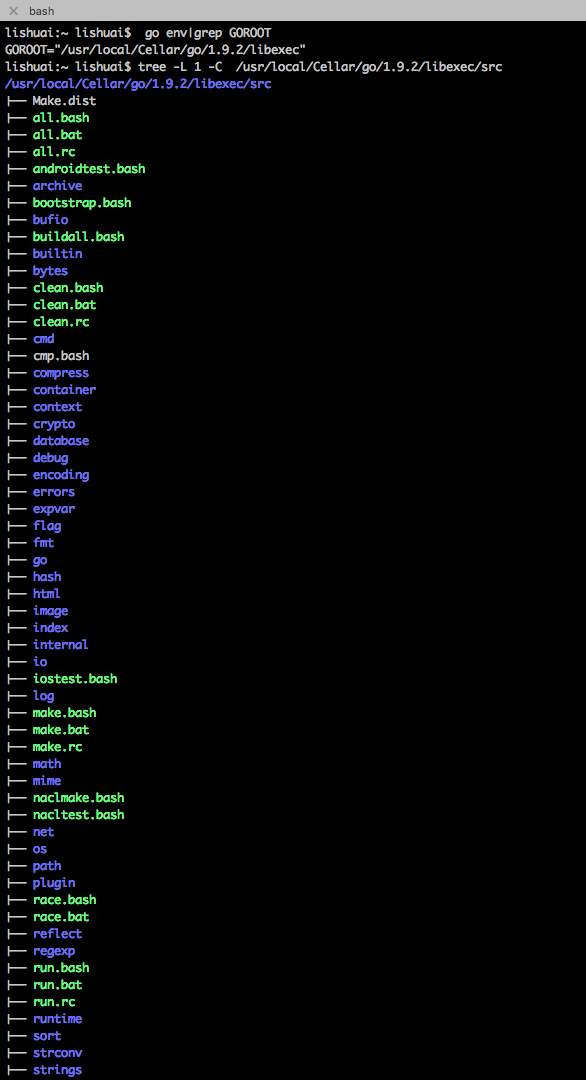 bash
lishuai:~ lishuai$  go env|grep GOROOT
GOROOT="/usr/local/Cellar/go/1.9.2/libexec"
lishuai:~ lishuai$ tree -L 1 -C  /usr/local/Cellar/go/1.9.2/libexec/src
/usr/local/Cellar/go/1.9.2/libexec/src
├── Make.dist
├── all.bash
├── all.bat
├── all.rc
├── androidtest.bash
├── archive
├── bootstrap.bash
├── bufio
├── buildall.bash
├── builtin
├── bytes
├── clean.bash
├── clean.bat
├── clean.rc
├── cmd
├── cmp.bash
├── compress
├── container
├── context
├── crypto
├── database
├── debug
├── encoding
├── errors
├── expvar
├── flag
├── fmt
├── go
├── hash
├── html
├── image
├── index
├── internal
├── io
├── iostest.bash
├── log
├── make.bash
├── make.bat
├── make.rc
├── math
├── mime
├── naclmake.bash
├── nacltest.bash
├── net
├── os
├── path
├── plugin
├── race.bash
├── race.bat
├── reflect
├── regexp
├── run.bash
├── run.bat
├── run.rc
├── runtime
├── sort
├── strconv
├── strings